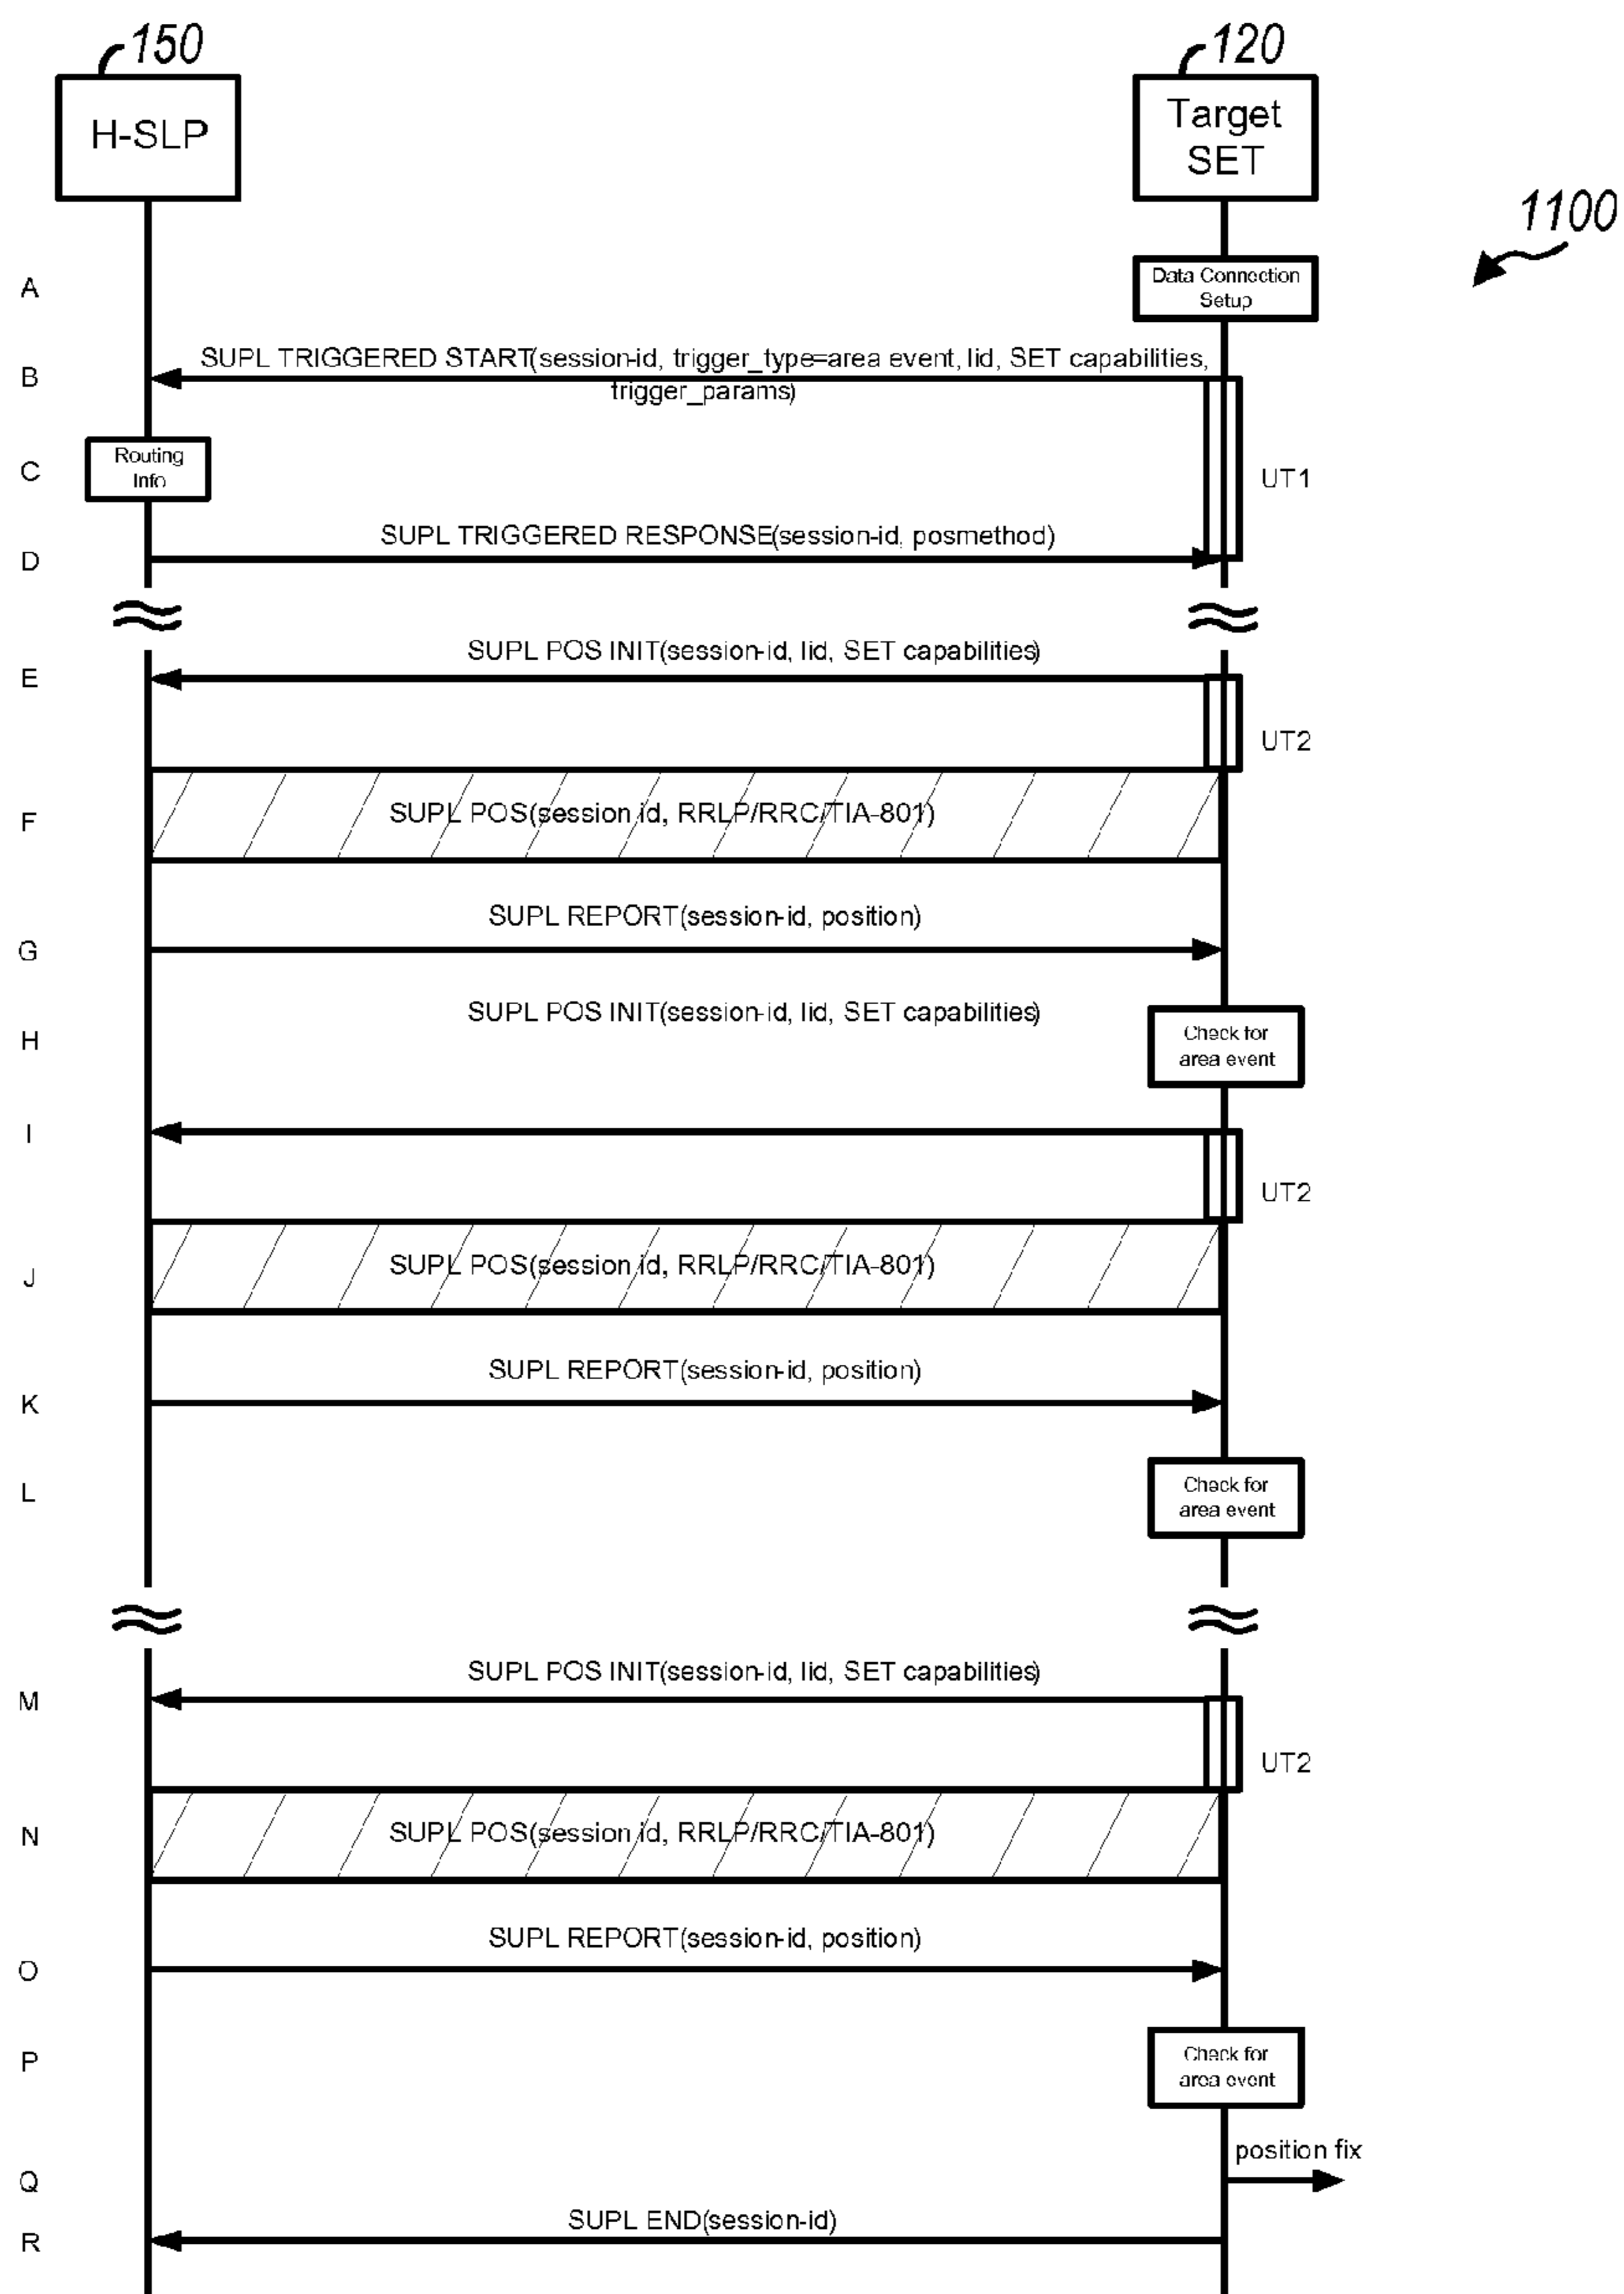 150
120
H-SLP
Target
SET
1100
A
Data Connection
Setup
B
SUPL TRIGGERED START(session-id, trigger_type=area event, lid, SET capabilities,
trigger_params)
C
Routing
Info
UT1
D
SUPL TRIGGERED RESPONSE(session-id, posmethod)
E
SUPL POS INIT(session-id, lid, SET capabilities)
UT2
F
SUPL POS(session id, RRLP/RRC/TIA-801)
SUPL REPORT(session-id, position)
G
SUPL POS INIT(session-id, lid, SET capabilities)
H
Check for
area event
I
UT2
J
SUPL POS(session id, RRLP/RRC/TIA-801)
SUPL REPORT(session-id, position)
K
L
Check for
area event
SUPL POS INIT(session-id, lid, SET capabilities)
M
UT2
N
SUPL POS(session id, RRLP/RRC/TIA-801)
SUPL REPORT(session-id, position)
O
P
Check for
area event
position fix
Q
SUPL END(session-id)
R